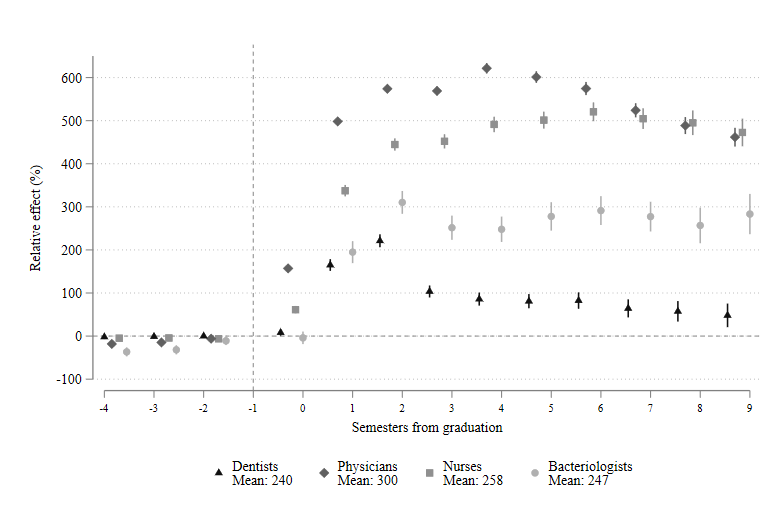 Relative effect (%)
600
500
400
300
200
100
0
-100
-4 -3 -2 -1 0 1 2 3 4 5 6 7 8 9
Semesters from graduation
Dentists Physicians Nurses Bacteriologists
Mean: 240 Mean: 300 Mean: 258 Mean: 247